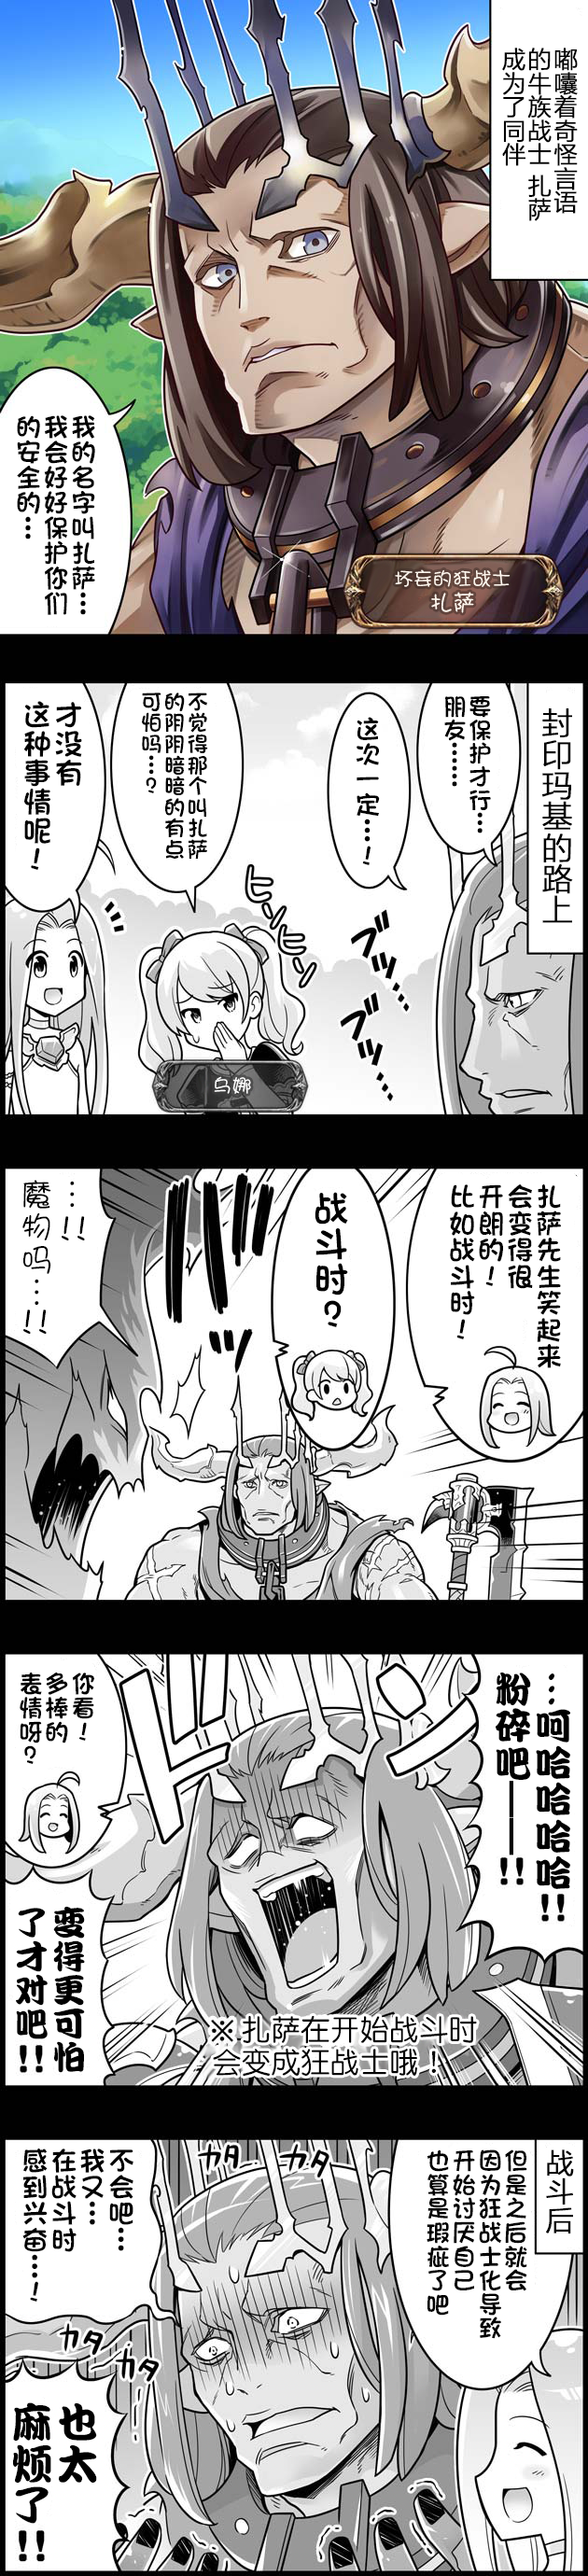 嘟囔着奇怪言语
的牛族战士 扎萨
成为了同伴
我的名字叫扎萨…
我会好好保护你们
的安全的…
坏妄的狂战士
扎萨
封印玛基的路上
要保护才行…
朋友……
这次一定…！
ブツ…
ブツ…
不觉得那个叫扎萨
的阴阴暗暗的有点
可怕吗…？
ヒソヒソ
乌娜
才没有
这种事情呢！
扎萨先生笑起来
会变得很
开朗的！
比如战斗时！
战斗时？
…！！
魔物吗…！！
…呵哈哈哈哈！！
粉碎吧——！！
ドドン
你看！
多棒的
表情呀？
变得更可怕
了才对吧！！
※扎萨在开始战斗时
会变成狂战士哦！
战斗后
但是之后就会
因为狂战士化导致
开始讨厌自己
也算是瑕疵了吧
カタ カタ
不会吧…
我又…
在战斗时
感到兴奋…！
カタ カタ
也太
麻烦了！！